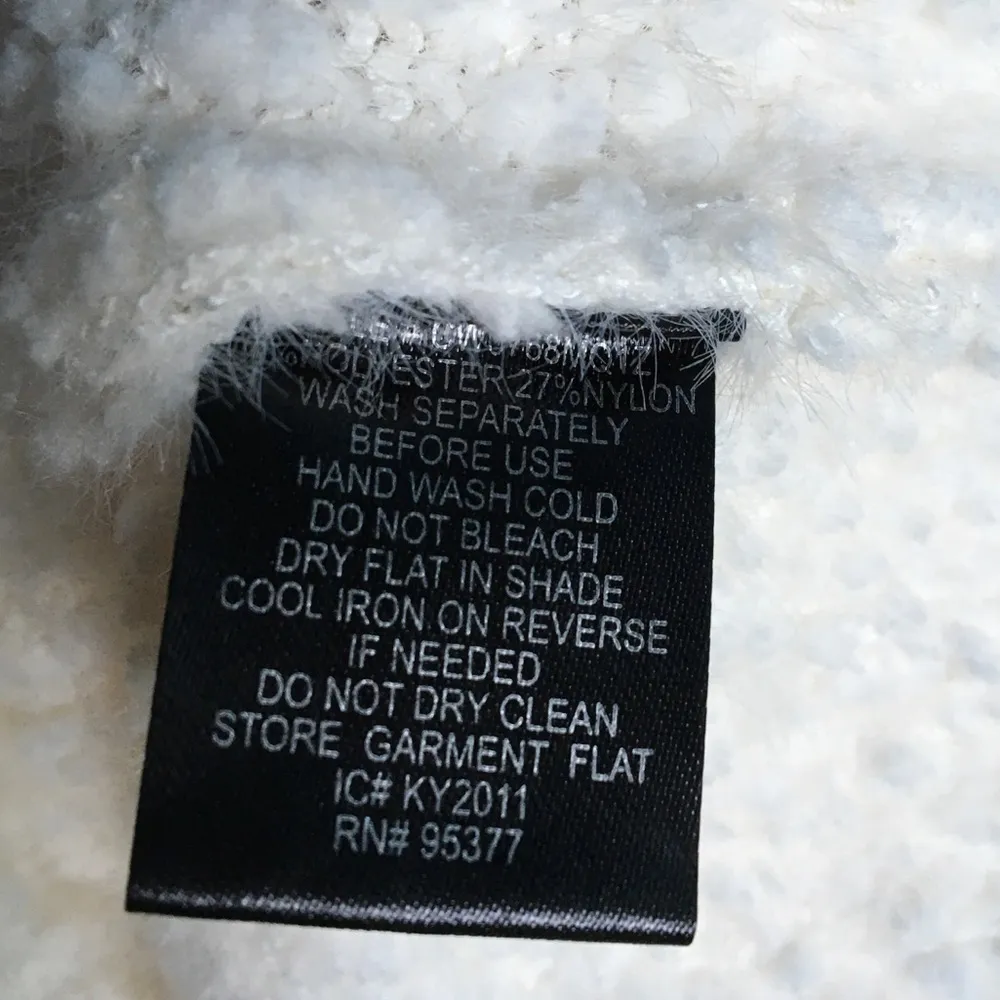 POLYESTER 27%NYLON
WASH SEPARATELY
BEFORE USE
HAND WASH COLD
DO NOT BLEACH
DRY FLAT IN SHADE
COOL IRON ON REVERSE
IF NEEDED
DO NOT DRY CLEAN
STORE GARMENT FLAT
IC# KY2011
RN# 95377